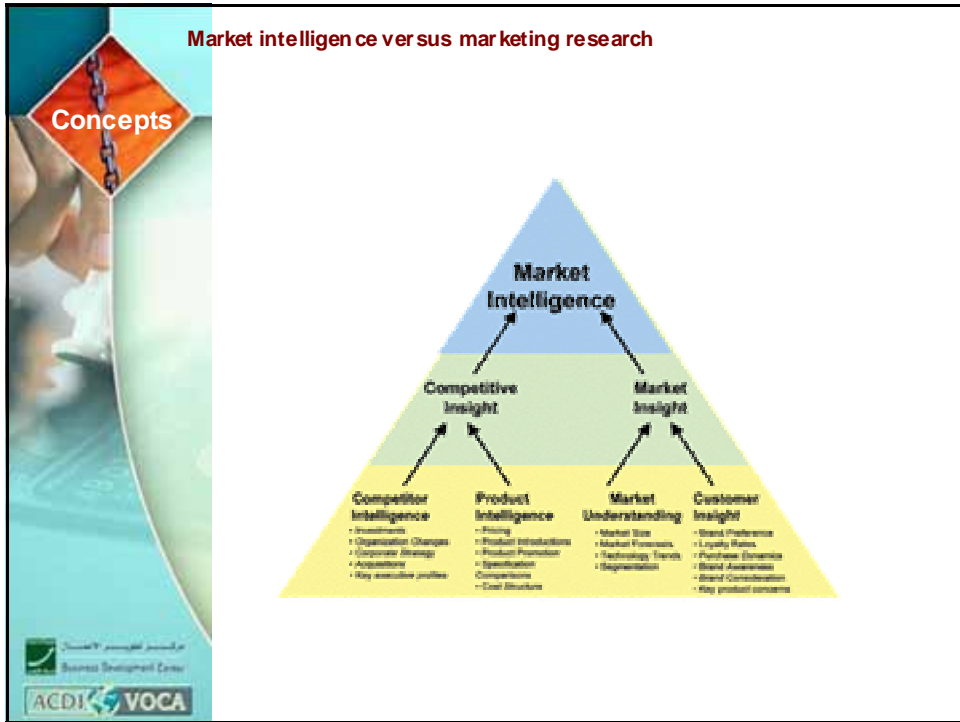 Market intelligence versus marketing research
Concepts
Market
Intelligence
Competitive
Insight
Market
Insight
Competitor
Intelligence
• Investments
• Organization Changes
• Corporate Strategy
• Acquisitions
• Key executive profiles
Product
Intelligence
• Pricing
• Product Introductions
• Product Promotion
• Specification
Comparisons
• Cost Structure
Market
Understanding
• Market Size
• Market Forecasts
• Technology Trends
• Segmentation
Customer
Insight
• Brand Preference
• Loyalty Rates
• Purchase Dynamics
• Brand Awareness
• Brand Consideration
• Key product concerns
Business Development Center
ACDI VOCA